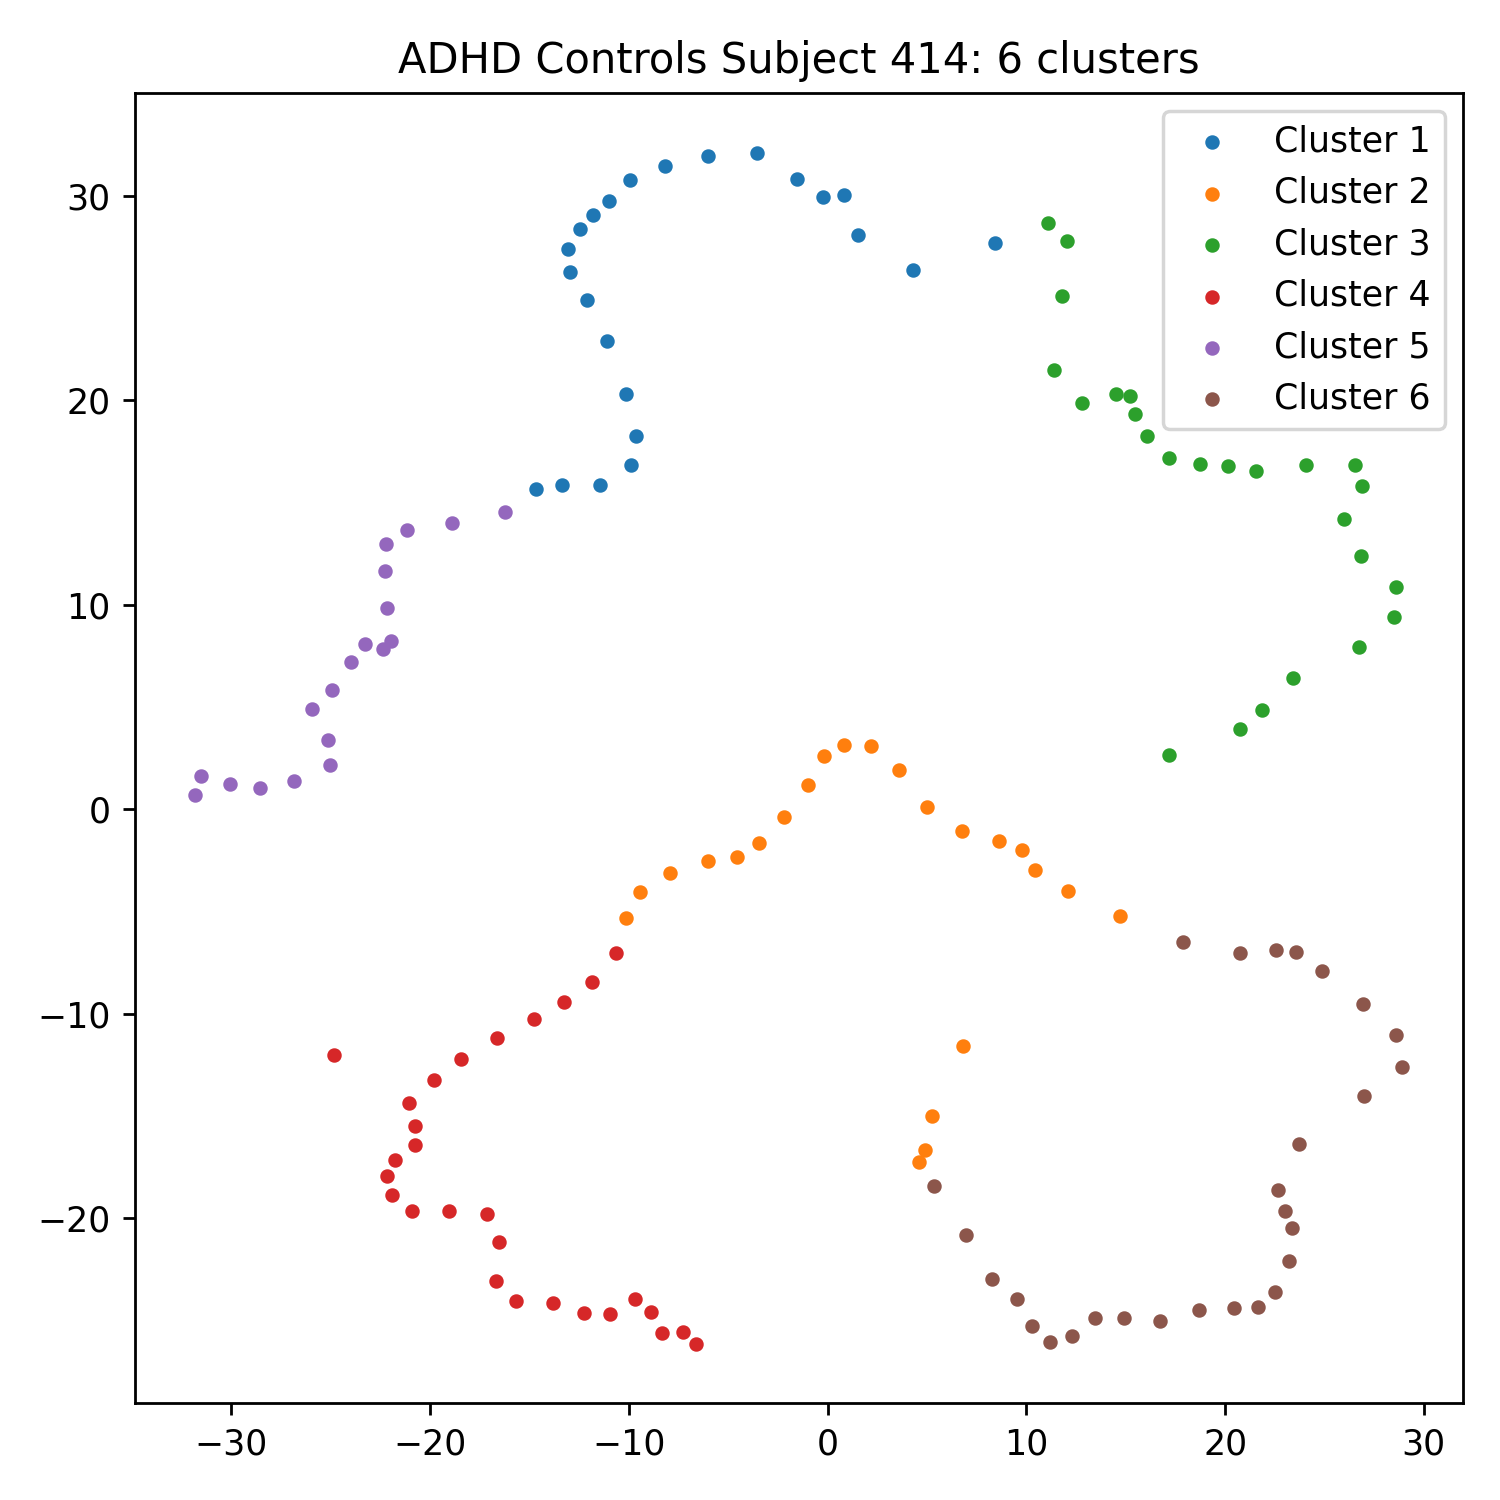 ADHD Controls Subject 414: 6 clusters
Cluster 1
Cluster 2
Cluster 3
Cluster 4
Cluster 5
Cluster 6
30
20
10
0
−10
−20
−30 −20 −10 0 10 20 30